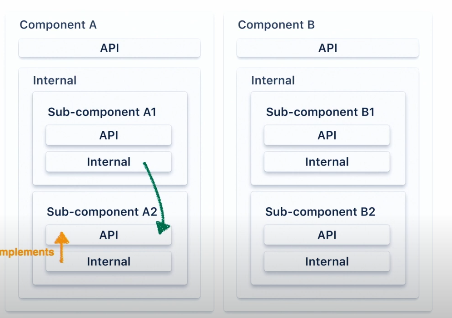 Component A
API
Internal
Sub-component A1
API
Internal
Sub-component A2
API
mplements
Internal
Component B
API
Internal
Sub-component B1
API
Internal
Sub-component B2
API
Internal